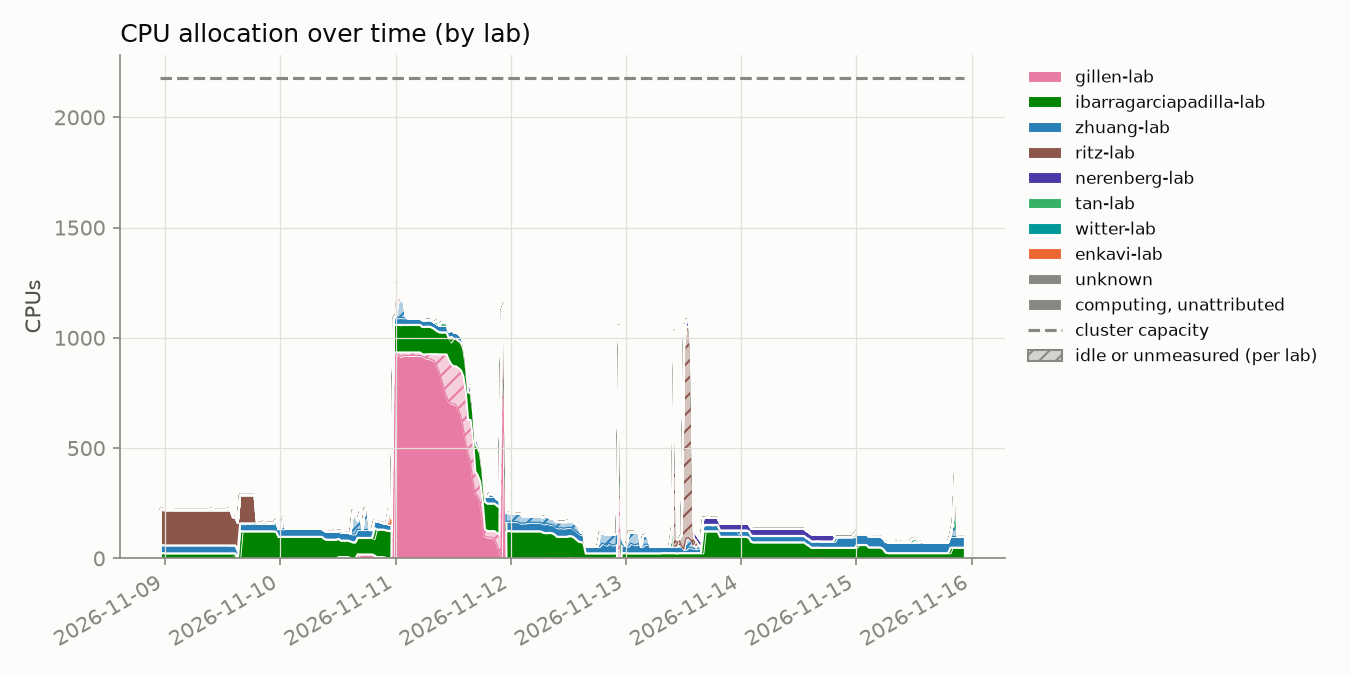 CPU allocation over time (by lab)
CPUs
2000
1500
1000
500
0
2026-11-09
2026-11-10
2026-11-11
2026-11-12
2026-11-13
2026-11-14
2026-11-15
2026-11-16
gillen-lab
ibarragarciapadilla-lab
zhuang-lab
ritz-lab
nerenberg-lab
tan-lab
witter-lab
enkavi-lab
unknown
computing, unattributed
cluster capacity
idle or unmeasured (per lab)